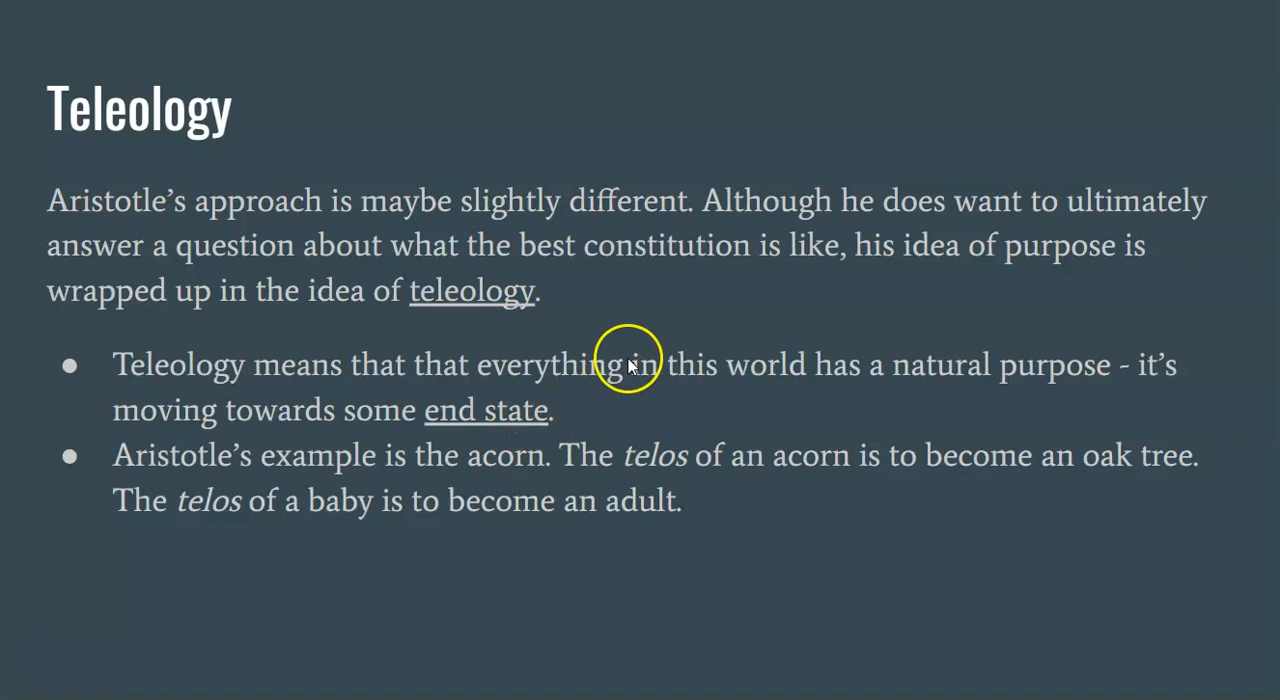 Teleology
Aristotle’s approach is maybe slightly different. Although he does want to ultimately
answer a question about what the best constitution is like, his idea of purpose is
wrapped up in the idea of teleology.
● Teleology means that that everything in this world has a natural purpose - it’s
moving towards some end state.
● Aristotle’s example is the acorn. The telos of an acorn is to become an oak tree.
The telos of a baby is to become an adult.